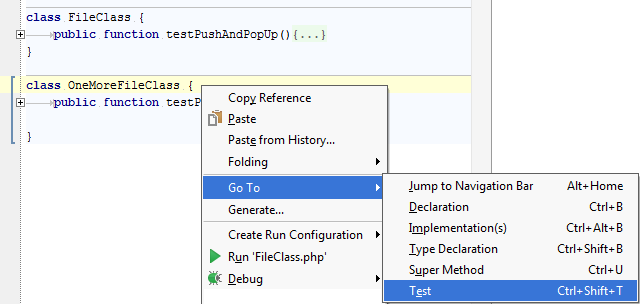 class FileClass {
public function testPushAndPopUp(){...}
}
class OneMoreFileClass {
public function testP
}
Copy Reference
Paste
Paste from History...
Folding
Go To
Generate...
Create Run Configuration
Run 'FileClass.php'
Debug
Jump to Navigation Bar Alt+Home
Declaration Ctrl+B
Implementation(s) Ctrl+Alt+B
Type Declaration Ctrl+Shift+B
Super Method Ctrl+U
Test Ctrl+Shift+T